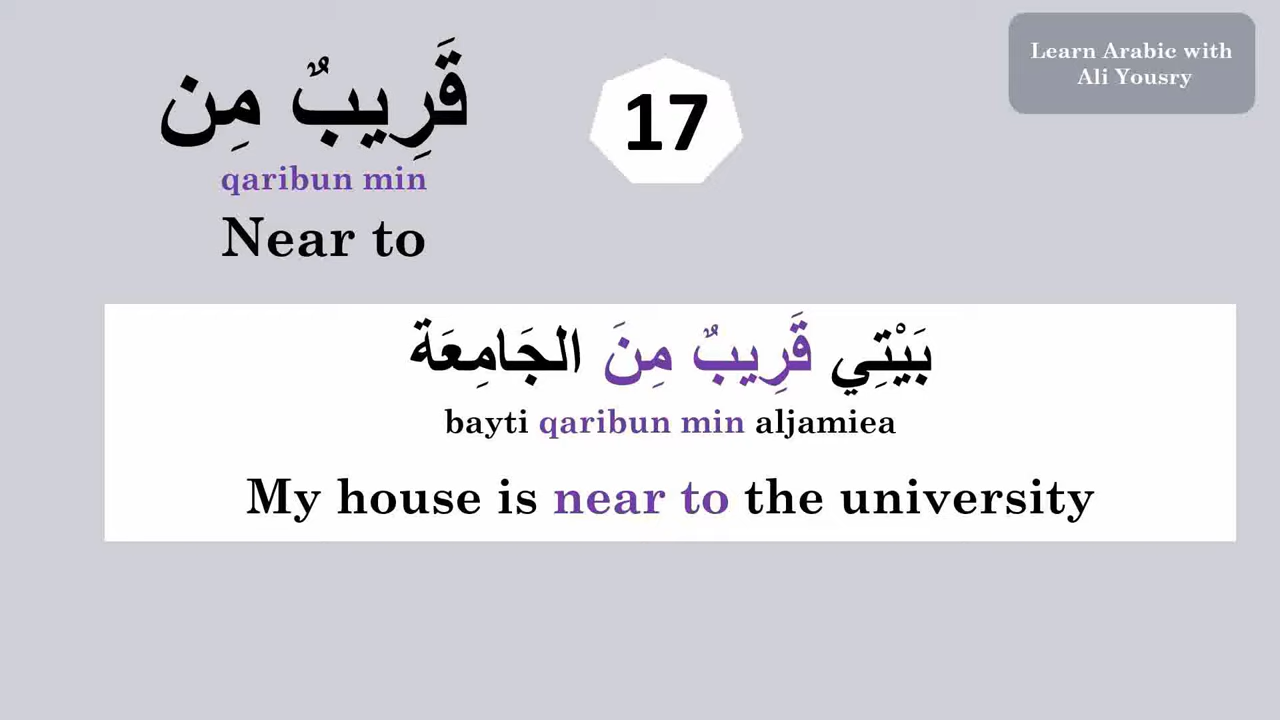 قَرِيبٌ مِن
qaribun min
Near to
17
Learn Arabic with
Ali Yousry
بَيْتِي قَرِيبٌ مِنَ الجَامِعَة
bayti qaribun min aljamiea
My house is near to the university